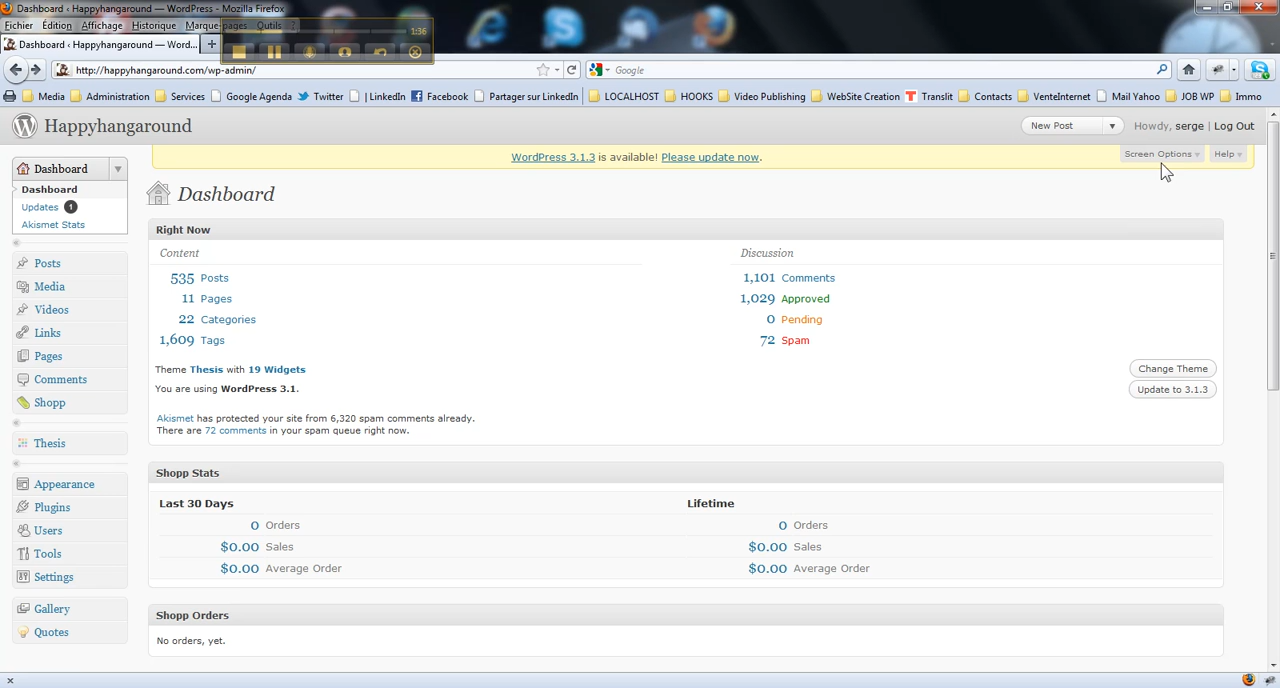 Dashboard ‹ Happyhangaround — WordPress - Mozilla Firefox
Fichier Édition Affichage Historique Marque-pages Outils ?
1:36
Dashboard ‹ Happyhangaround — Word... +
http://happyhangaround.com/wp-admin/
Google
Media Administration Services Google Agenda Twitter LinkedIn Facebook Partager sur LinkedIn LOCALHOST HOOKS Video Publishing WebSite Creation Translit Contacts VenteInternet Mail Yahoo JOB WP Immo
Happyhangaround
New Post
Howdy, serge | Log Out
WordPress 3.1.3 is available! Please update now.
Screen Options
Help
Dashboard
Dashboard
Updates 1
Akismet Stats
Posts
Media
Videos
Links
Pages
Comments
Shopp
Thesis
Appearance
Plugins
Users
Tools
Settings
Gallery
Quotes
Dashboard
Right Now
Content
535 Posts
11 Pages
22 Categories
1,609 Tags
Discussion
1,101 Comments
1,029 Approved
0 Pending
72 Spam
Theme Thesis with 19 Widgets
Change Theme
You are using WordPress 3.1.
Update to 3.1.3
Akismet has protected your site from 6,320 spam comments already.
There are 72 comments in your spam queue right now.
Shopp Stats
Last 30 Days
0 Orders
$0.00 Sales
$0.00 Average Order
Lifetime
0 Orders
$0.00 Sales
$0.00 Average Order
Shopp Orders
No orders, yet.